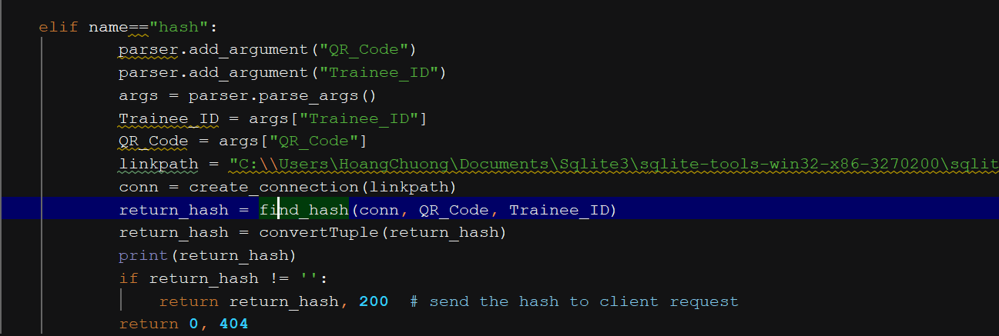 elif name=="hash":
parser.add_argument("QR_Code")
parser.add_argument("Trainee_ID")
args = parser.parse_args()
Trainee_ID = args["Trainee_ID"]
QR_Code = args["QR_Code"]
linkpath = "C:\\Users\HoangChuong\Documents\Sqlite3\sqlite-tools-win32-x86-3270200\sqlit
conn = create_connection(linkpath)
return_hash = find_hash(conn, QR_Code, Trainee_ID)
return_hash = convertTuple(return_hash)
print(return_hash)
if return_hash != '':
return return_hash, 200  # send the hash to client request
return 0, 404